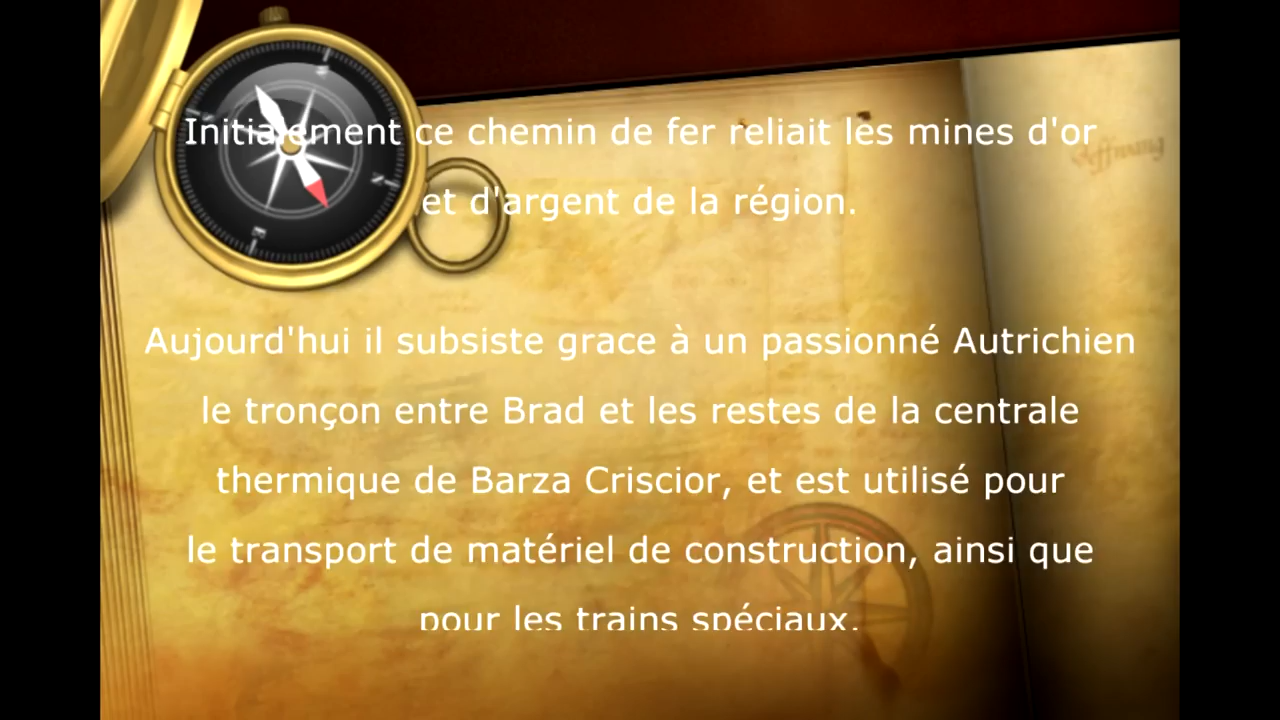 Initialement ce chemin de fer reliait les mines d'or
et d'argent de la région.
Aujourd'hui il subsiste grace à un passionné Autrichien
le tronçon entre Brad et les restes de la centrale
thermique de Barza Criscior, et est utilisé pour
le transport de matériel de construction, ainsi que
pour les trains spéciaux.